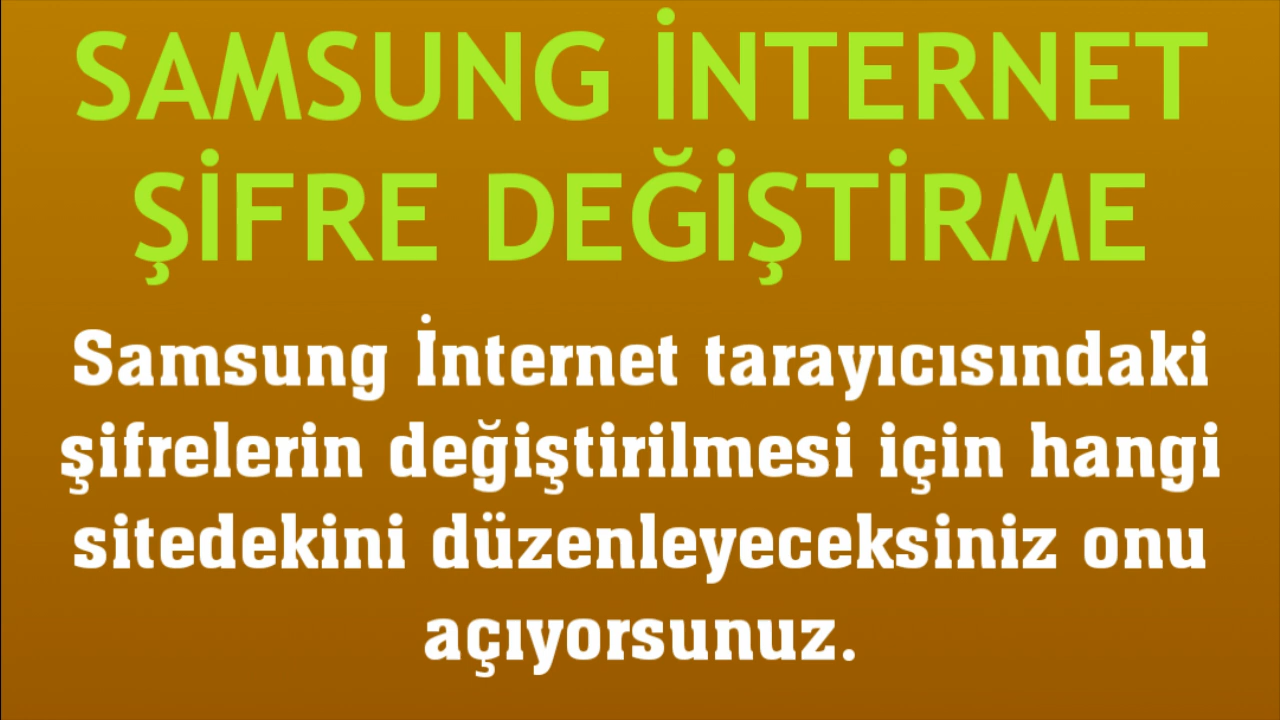 SAMSUNG İNTERNET
ŞİFRE DEĞİŞTİRME
Samsung İnternet tarayıcısındaki
şifrelerin değiştirilmesi için hangi
sitedekini düzenleyeceksiniz onu
açıyorsunuz.